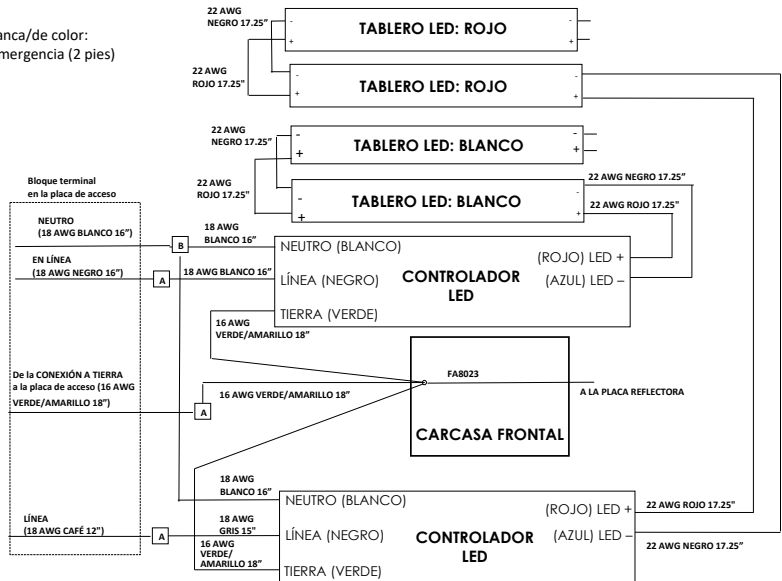 anca/de color:
mergencia (2 pies)
22 AWG
NEGRO 17.25"
-
+
TABLERO LED: ROJO
-
+
22 AWG
ROJO 17.25"
-
+
TABLERO LED: ROJO
-
+
22 AWG
NEGRO 17.25"
-
+
TABLERO LED: BLANCO
-
+
22 AWG
ROJO 17.25"
-
+
TABLERO LED: BLANCO
-
+
22 AWG NEGRO 17.25"
22 AWG ROJO 17.25"
Bloque terminal
en la placa de acceso
NEUTRO
(18 AWG BLANCO 16”)
B
18 AWG
BLANCO 16”
EN LÍNEA
(18 AWG NEGRO 16”)
A
18 AWG BLANCO 16”
NEUTRO (BLANCO)
LÍNEA (NEGRO)
TIERRA (VERDE)
CONTROLADOR
LED
(ROJO) LED +
(AZUL) LED –
16 AWG
VERDE/AMARILLO 18”
De la CONEXIÓN A TIERRA
a la placa de acceso (16 AWG
VERDE/AMARILLO 18”)
A
16 AWG VERDE/AMARILLO 18”
FA8023
A LA PLACA REFLECTORA
CARCASA FRONTAL
18 AWG
BLANCO 16”
LÍNEA
(18 AWG CAFÉ 12")
A
18 AWG
GRIS 15"
16 AWG
VERDE/
AMARILLO 18”
NEUTRO (BLANCO)
LÍNEA (NEGRO)
TIERRA (VERDE)
CONTROLADOR
LED
(ROJO) LED +
(AZUL) LED –
22 AWG ROJO 17.25"
22 AWG NEGRO 17.25”